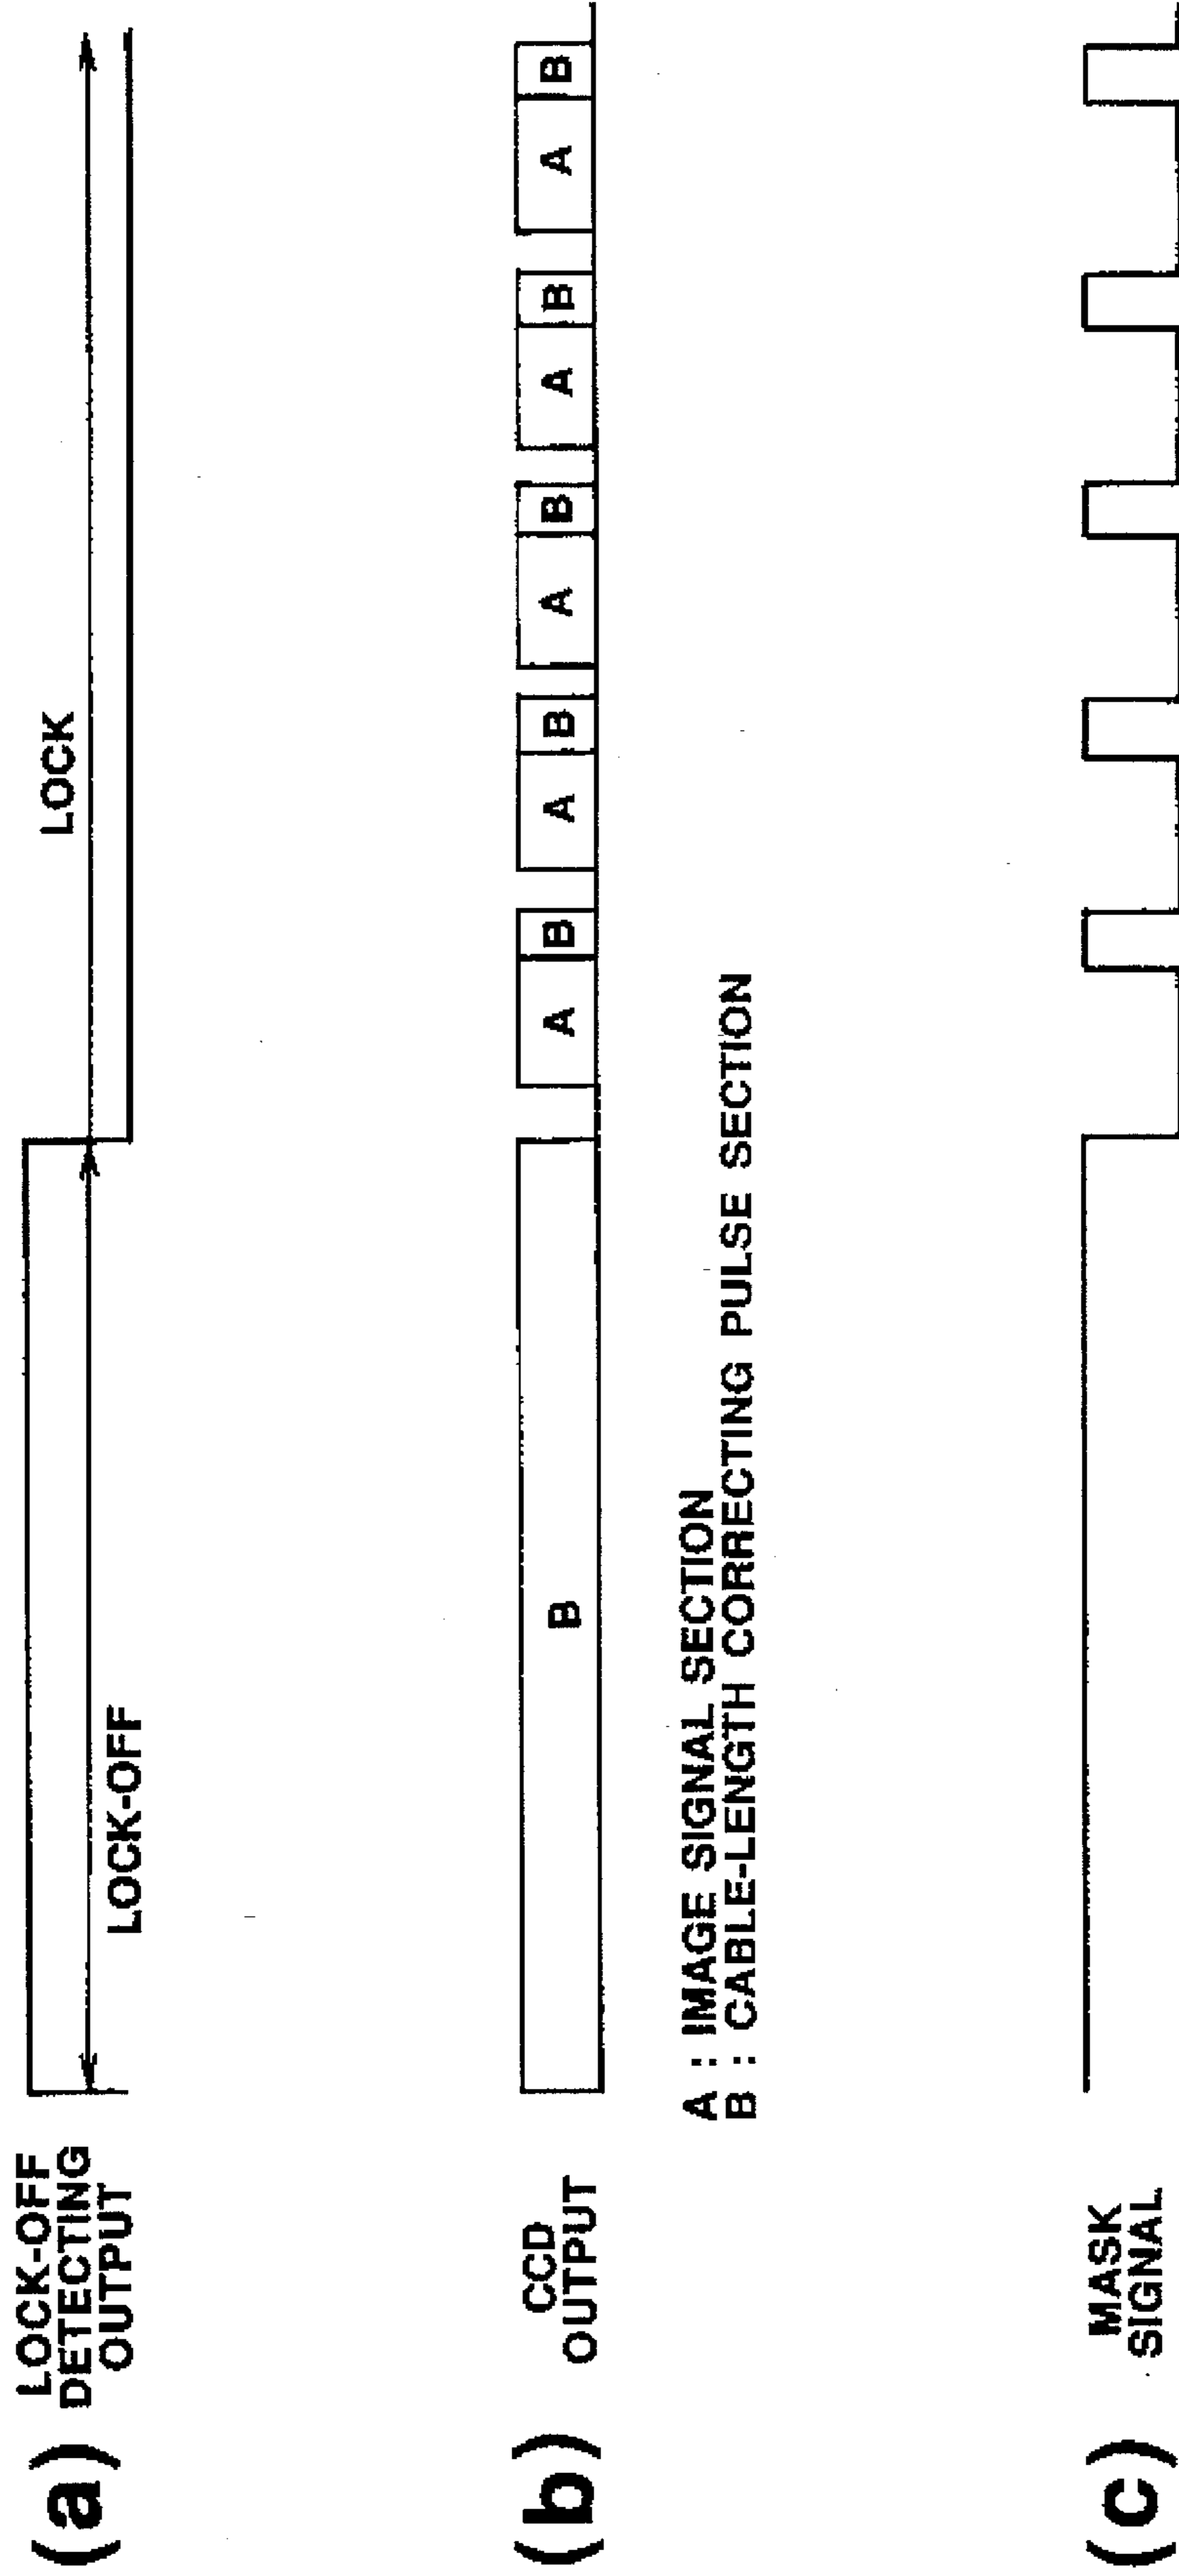 (a) LOCK-OFF
DETECTING
OUTPUT
LOCK-OFF
LOCK
(b) CCD
OUTPUT
B
A B A B A B A B A B
A : IMAGE SIGNAL SECTION
B : CABLE-LENGTH CORRECTING PULSE SECTION
(c) MASK
SIGNAL